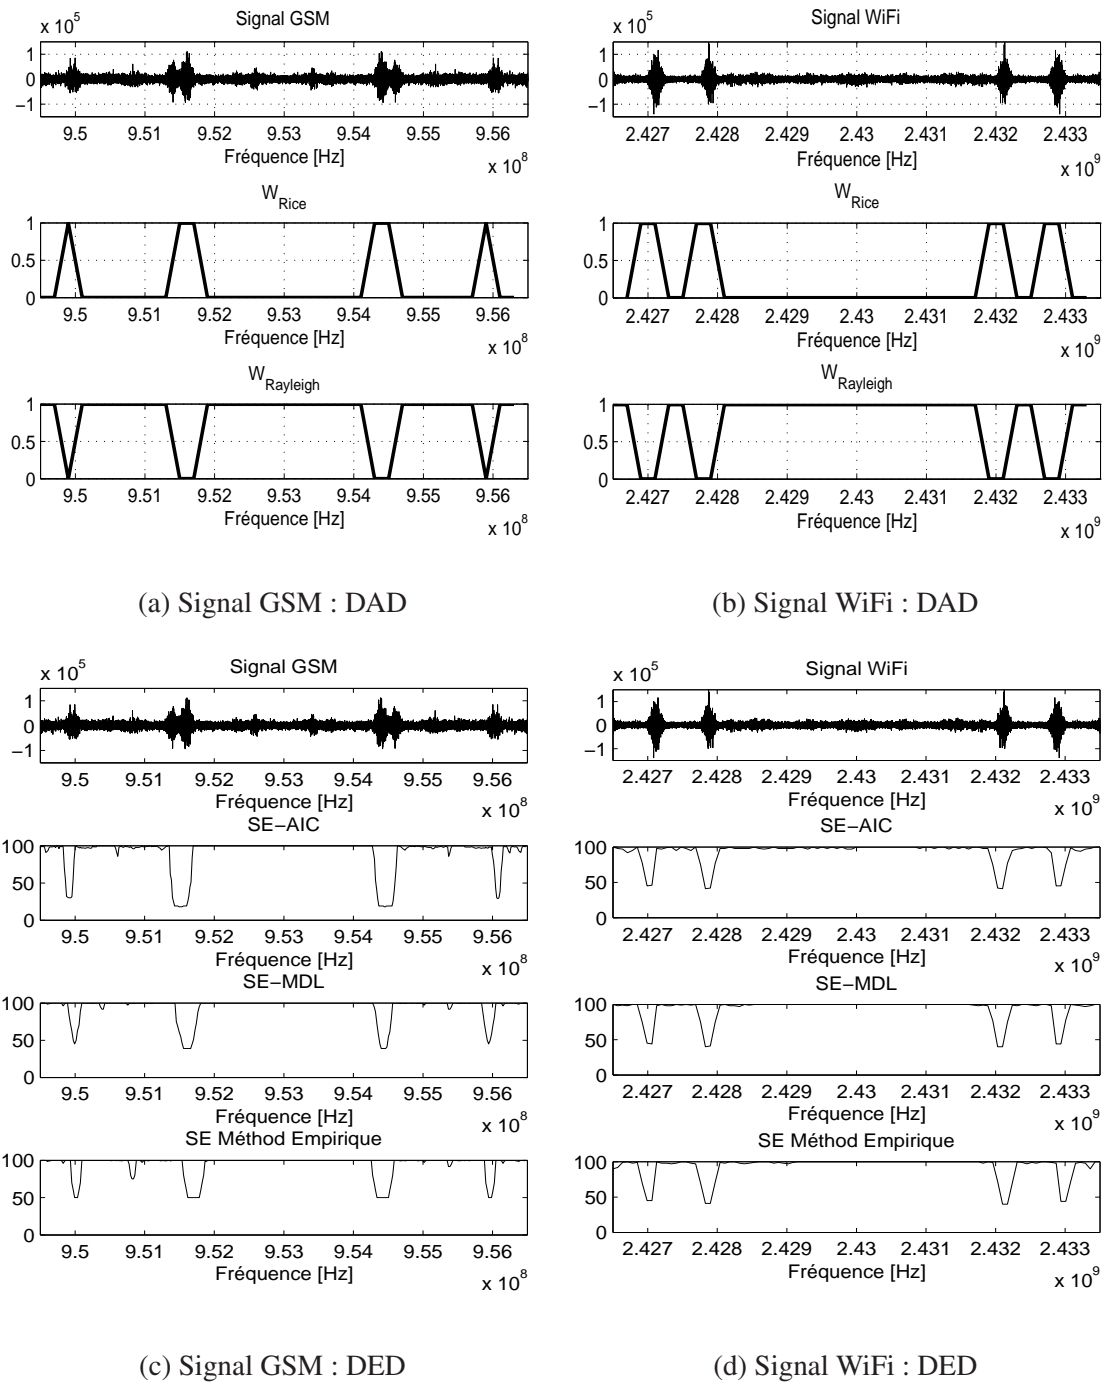 Signal GSM
x 10^5
1
0
−1
9.5 9.51 9.52 9.53 9.54 9.55 9.56
Fréquence [Hz]
x 10^8
W_Rice
1
0.5
0
9.5 9.51 9.52 9.53 9.54 9.55 9.56
Fréquence [Hz]
x 10^8
W_Rayleigh
1
0.5
0
9.5 9.51 9.52 9.53 9.54 9.55 9.56
Fréquence [Hz]
x 10^8
(a) Signal GSM : DAD
Signal WiFi
x 10^5
1
0
−1
2.427 2.428 2.429 2.43 2.431 2.432 2.433
Fréquence [Hz]
x 10^9
W_Rice
1
0.5
0
2.427 2.428 2.429 2.43 2.431 2.432 2.433
Fréquence [Hz]
x 10^9
W_Rayleigh
1
0.5
0
2.427 2.428 2.429 2.43 2.431 2.432 2.433
Fréquence [Hz]
x 10^9
(b) Signal WiFi : DAD
Signal GSM
x 10^5
1
0
−1
9.5 9.51 9.52 9.53 9.54 9.55 9.56
Fréquence [Hz]
x 10^8
SE−AIC
100
50
0
9.5 9.51 9.52 9.53 9.54 9.55 9.56
Fréquence [Hz]
x 10^8
SE−MDL
100
50
0
9.5 9.51 9.52 9.53 9.54 9.55 9.56
Fréquence [Hz]
x 10^8
SE Méthod Empirique
100
50
0
9.5 9.51 9.52 9.53 9.54 9.55 9.56
Fréquence [Hz]
x 10^8
(c) Signal GSM : DED
Signal WiFi
x 10^5
1
0
−1
2.427 2.428 2.429 2.43 2.431 2.432 2.433
Fréquence [Hz]
x 10^9
SE−AIC
100
50
0
2.427 2.428 2.429 2.43 2.431 2.432 2.433
Fréquence [Hz]
x 10^9
SE−MDL
100
50
0
2.427 2.428 2.429 2.43 2.431 2.432 2.433
Fréquence [Hz]
x 10^9
SE Méthod Empirique
100
50
0
2.427 2.428 2.429 2.43 2.431 2.432 2.433
Fréquence [Hz]
x 10^9
(d) Signal WiFi : DED